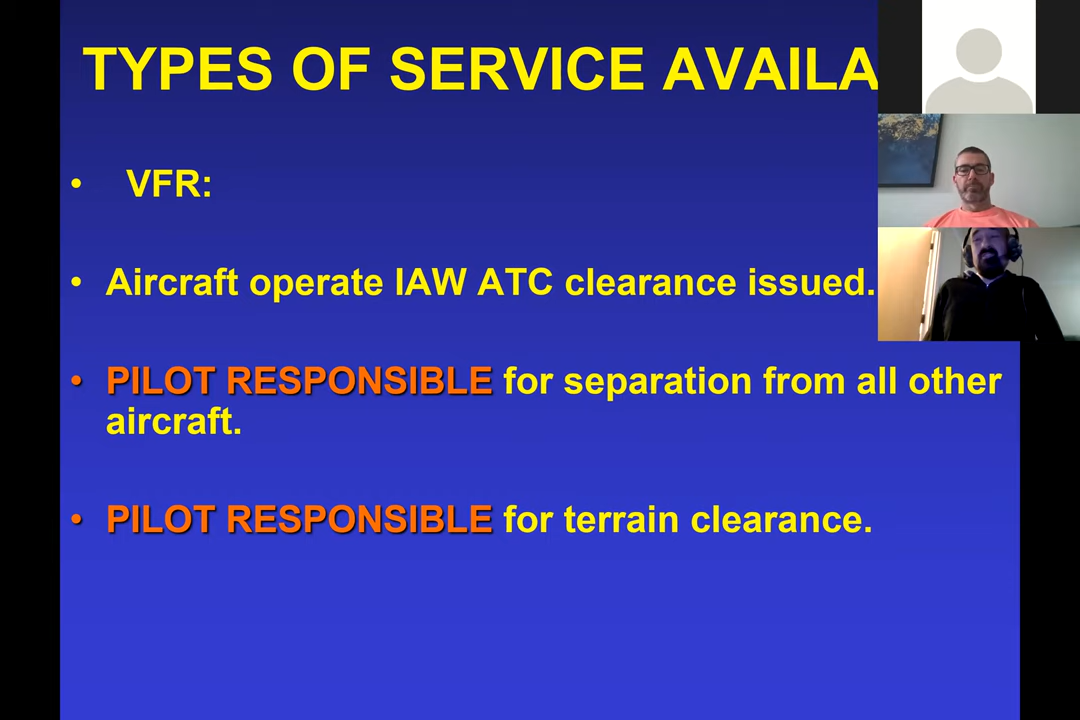 TYPES OF SERVICE AVAILA
• VFR:
• Aircraft operate IAW ATC clearance issued.
• PILOT RESPONSIBLE for separation from all other
aircraft.
• PILOT RESPONSIBLE for terrain clearance.